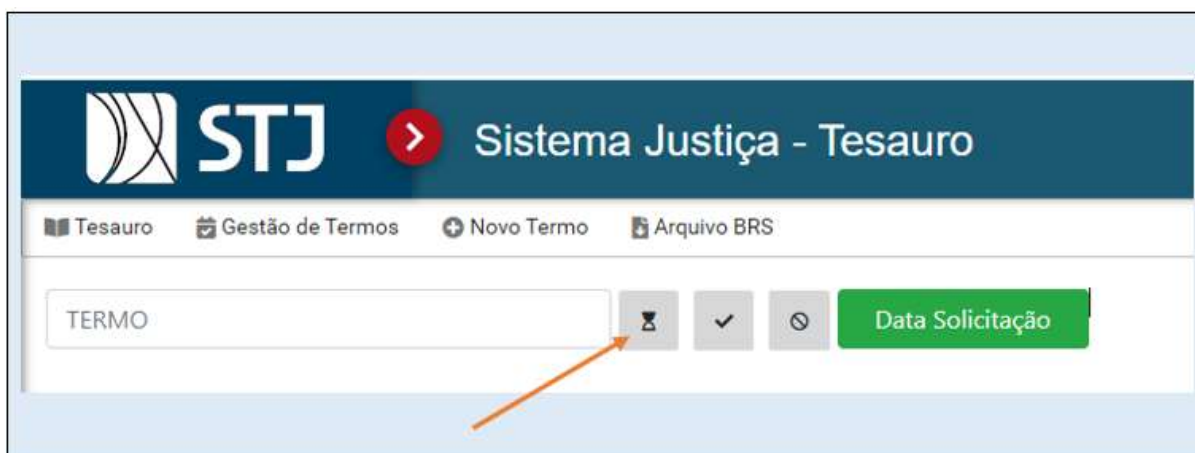 STJ Sistema Justiça - Tesauro
Tesauro Gestão de Termos Novo Termo Arquivo BRS
TERMO Data Solicitação